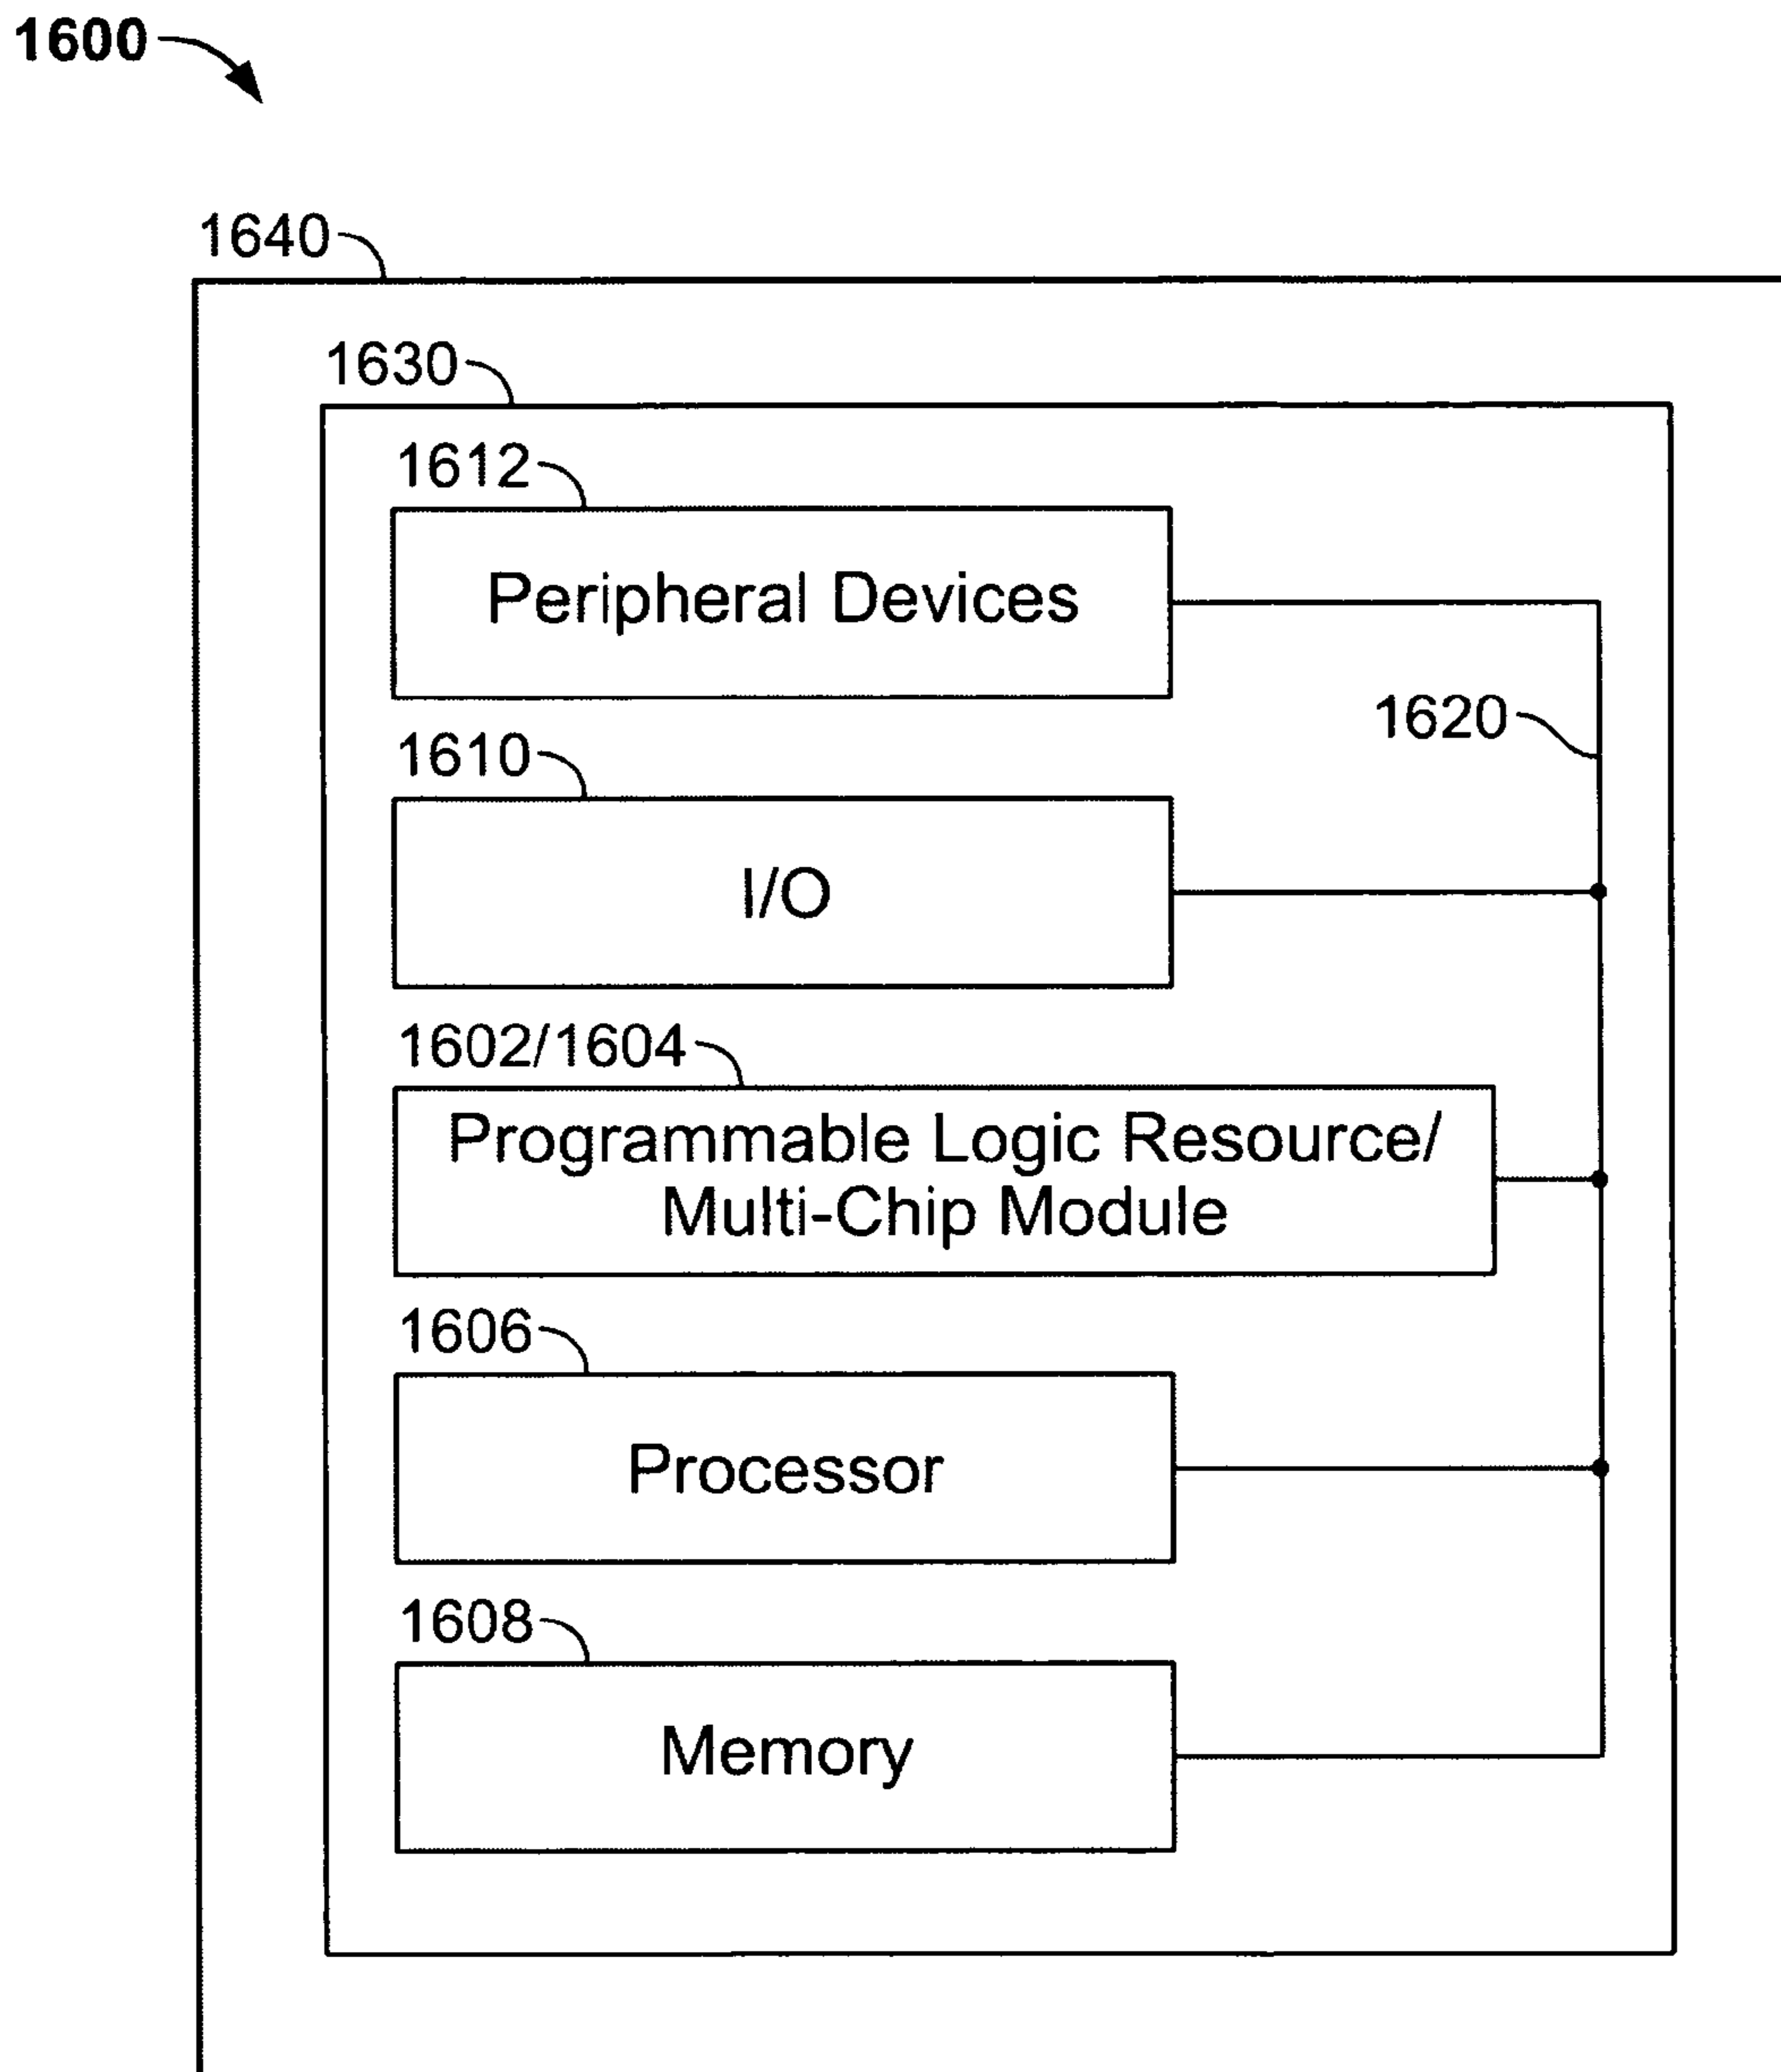 1600
1640
1630
1612
Peripheral Devices
1620
1610
I/O
1602/1604
Programmable Logic Resource/
Multi-Chip Module
1606
Processor
1608
Memory